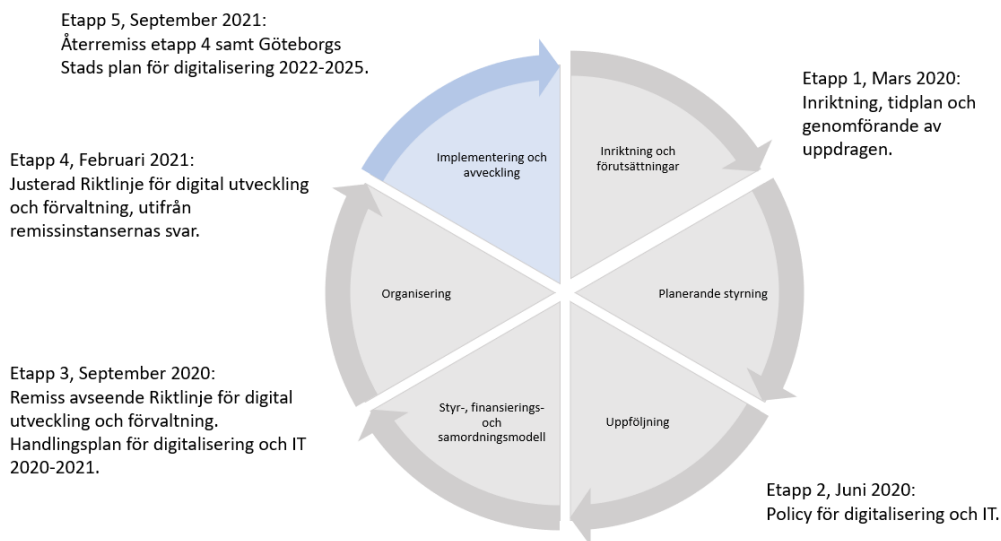 Etapp 5, September 2021:
Återremiss etapp 4 samt Göteborgs
Stads plan för digitalisering 2022-2025.
Etapp 1, Mars 2020:
Inriktning, tidplan och
genomförande av
uppdragen.
Implementering och
avveckling
Inriktning och
förutsättningar
Etapp 4, Februari 2021:
Justerad Riktlinje för digital utveckling
och förvaltning, utifrån
remissinstansernas svar.
Organisering
Planerande styrning
Etapp 3, September 2020:
Remiss avseende Riktlinje för digital
utveckling och förvaltning.
Handlingsplan för digitalisering och IT
2020-2021.
Styr-, finansierings-
och
samordningsmodell
Uppföljning
Etapp 2, Juni 2020:
Policy för digitalisering och IT.